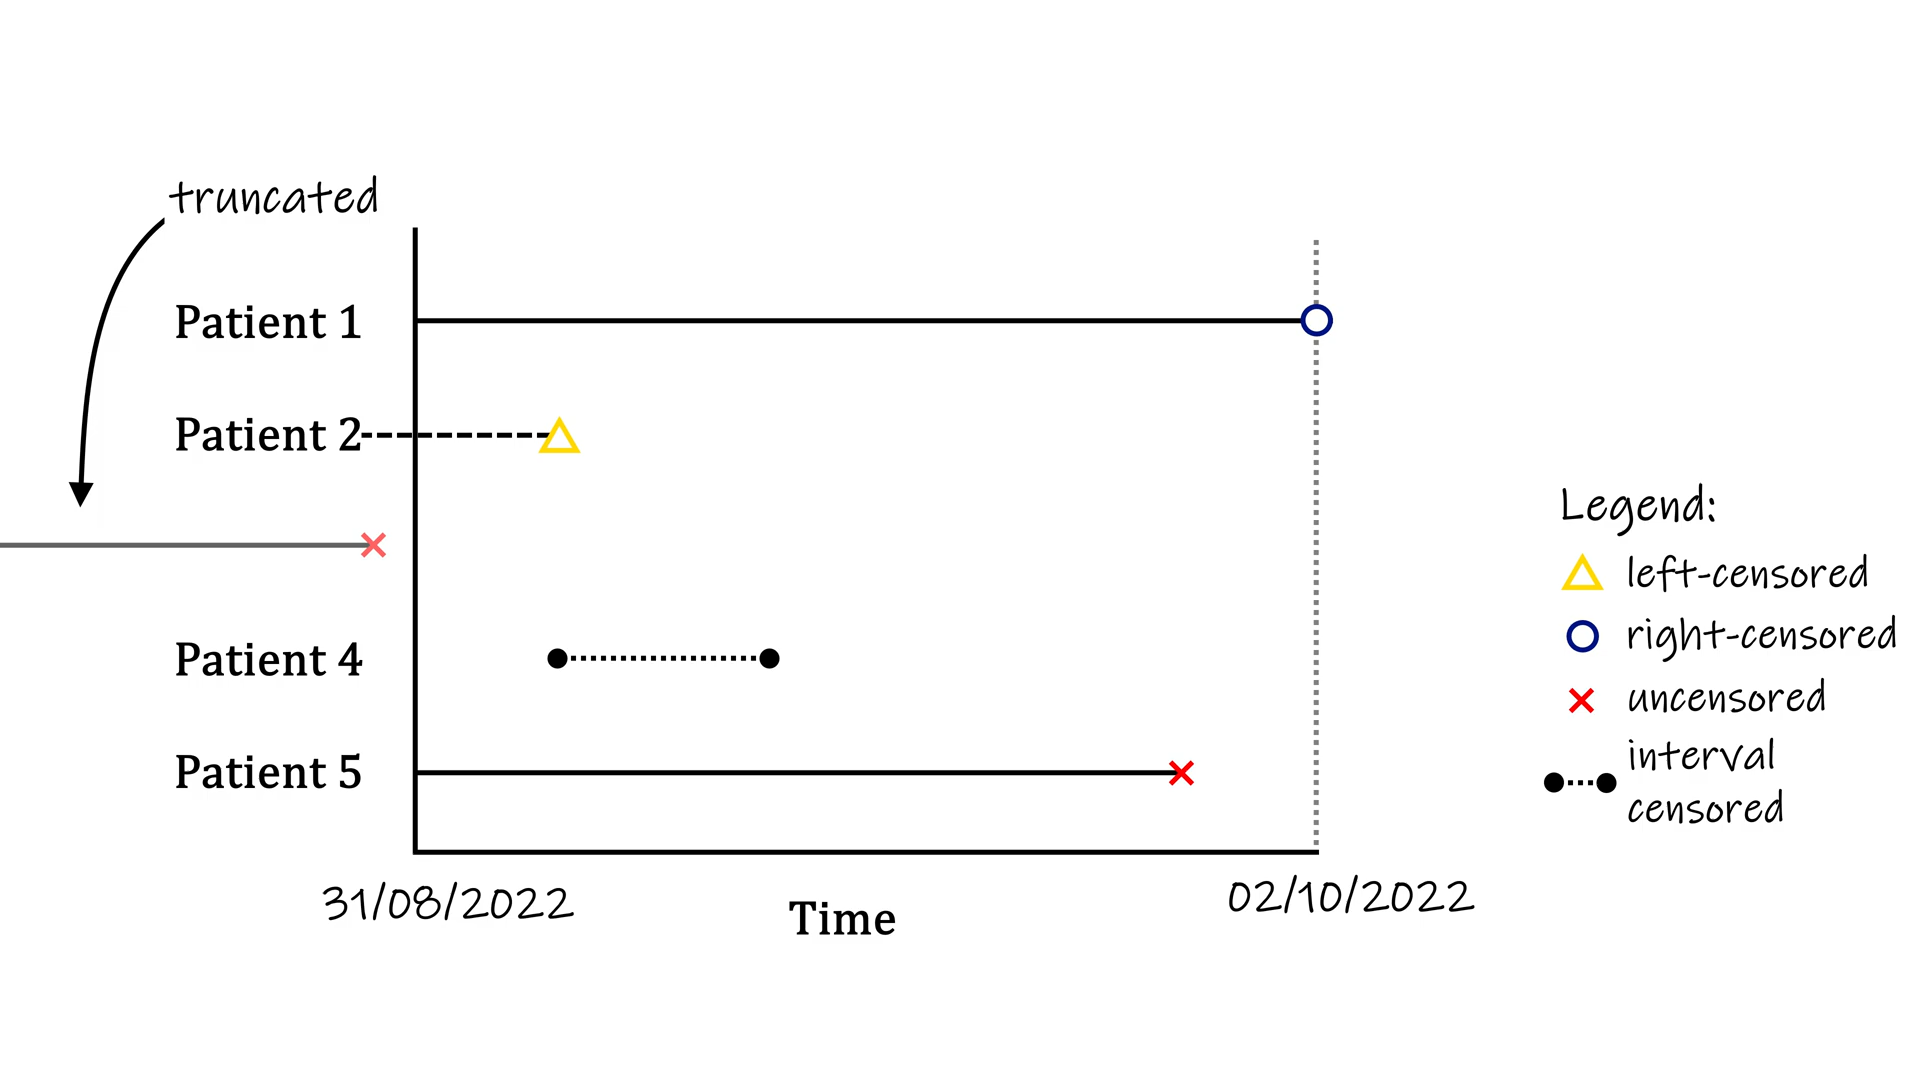 truncated
Patient 1
Patient 2
Patient 4
Patient 5
31/08/2022
Time
02/10/2022
Legend:
left-censored
right-censored
uncensored
interval
censored